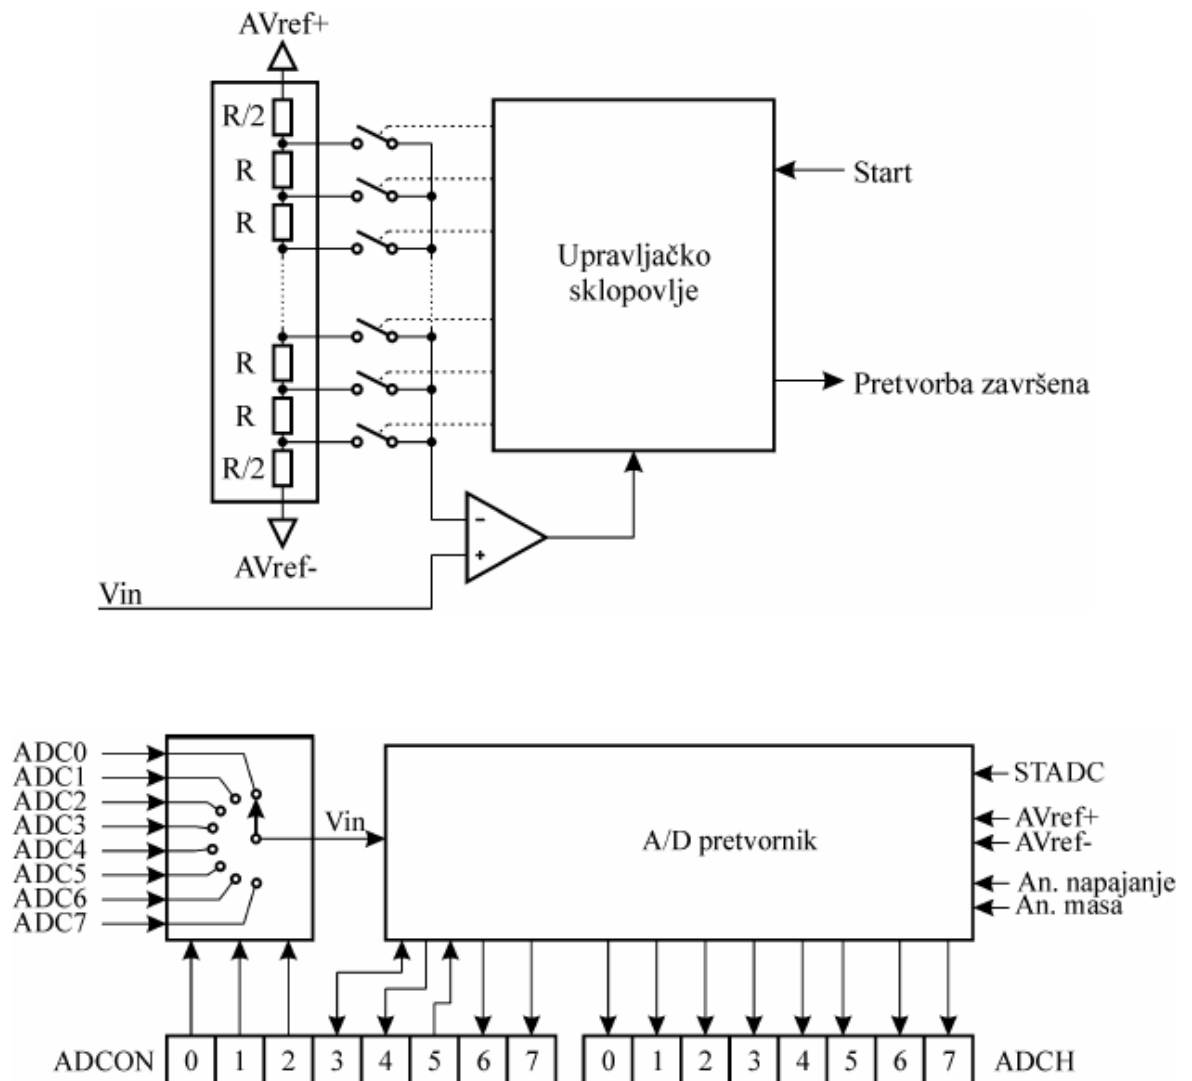 AVref+
R/2
R
R
R
R
R/2
AVref-
Vin
Upravljačko
sklopovlje
Start
Pretvorba završena
-
+
ADC0
ADC1
ADC2
ADC3
ADC4
ADC5
ADC6
ADC7
Vin
A/D pretvornik
STADC
AVref+
AVref-
An. napajanje
An. masa
ADCON 0 1 2 3 4 5 6 7
0 1 2 3 4 5 6 7 ADCH